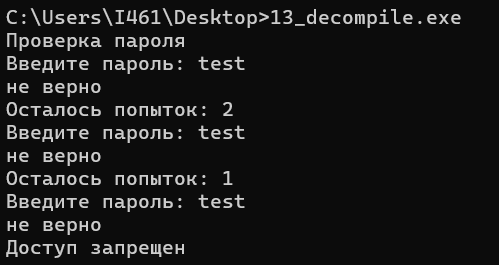 C:\Users\I461\Desktop>13_decompile.exe
Проверка пароля
Введите пароль: test
не верно
Осталось попыток: 2
Введите пароль: test
не верно
Осталось попыток: 1
Введите пароль: test
не верно
Доступ запрещен